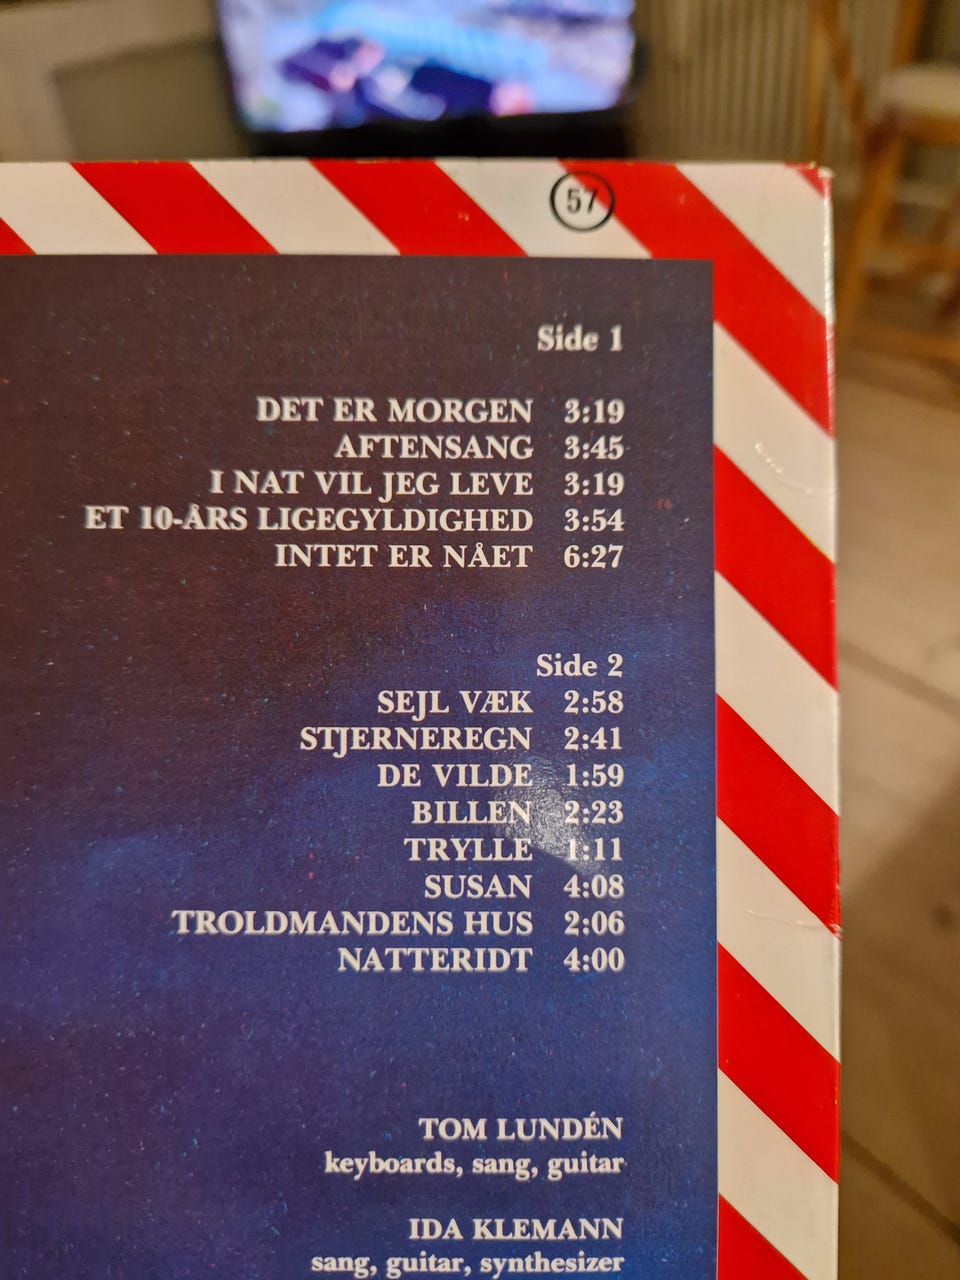 57
Side 1
DET ER MORGEN 3:19
AFTENSANG 3:45
I NAT VIL JEG LEVE 3:19
ET 10-ÅRS LIGEGYLDIGHED 3:54
INTET ER NÅET 6:27
Side 2
SEJL VÆK 2:58
STJERNEREGN 2:41
DE VILDE 1:59
BILLEN 2:23
TRYLLE 1:11
SUSAN 4:08
TROLDMANDENS HUS 2:06
NATTERIDT 4:00
TOM LUNDÉN
keyboards, sang, guitar
IDA KLEMANN
sang, guitar, synthesizer